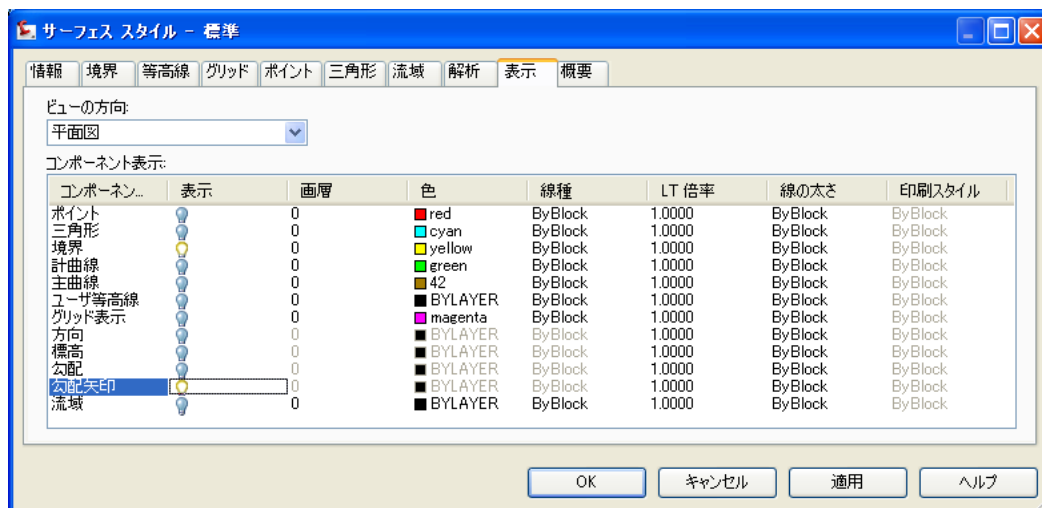 サーフェス スタイル - 標準
情報 境界 等高線 グリッド ポイント 三角形 流域 解析 表示 概要
ビューの方向:
平面図
コンポーネント表示:
コンポーネン... 表示 画層 色 線種 LT 倍率 線の太さ 印刷スタイル
ポイント 0 red ByBlock 1.0000 ByBlock ByBlock
三角形 0 cyan ByBlock 1.0000 ByBlock ByBlock
境界 0 yellow ByBlock 1.0000 ByBlock ByBlock
計曲線 0 green ByBlock 1.0000 ByBlock ByBlock
主曲線 0 42 ByBlock 1.0000 ByBlock ByBlock
ユーザ等高線 0 BYLAYER ByBlock 1.0000 ByBlock ByBlock
グリッド表示 0 magenta ByBlock 1.0000 ByBlock ByBlock
方向 0 BYLAYER ByBlock 1.0000 ByBlock ByBlock
標高 0 BYLAYER ByBlock 1.0000 ByBlock ByBlock
勾配 0 BYLAYER ByBlock 1.0000 ByBlock ByBlock
勾配矢印 0 BYLAYER ByBlock 1.0000 ByBlock ByBlock
流域 0 BYLAYER ByBlock 1.0000 ByBlock ByBlock
OK キャンセル 適用 ヘルプ